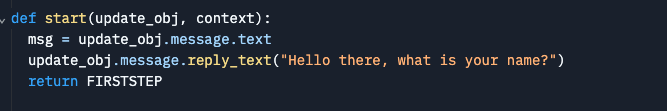 def start(update_obj, context):
  msg = update_obj.message.text
  update_obj.message.reply_text("Hello there, what is your name?")
  return FIRSTSTEP